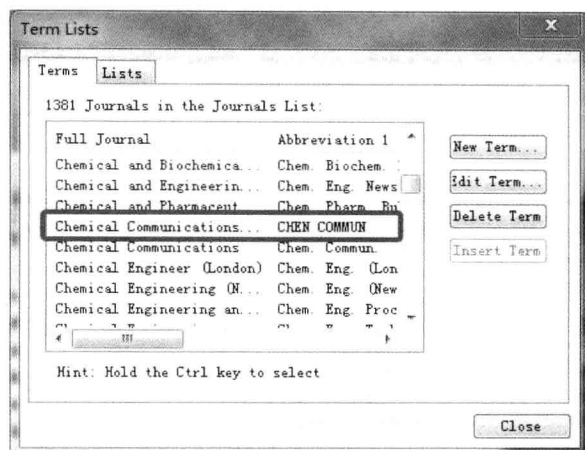 Term Lists
x
Terms Lists
1381 Journals in the Journals List:
Full Journal Abbreviation 1
Chemical and Biochemica... Chem. Biochem.
Chemical and Engineerin... Chem. Eng. News
Chemical and Pharmaceut... Chem. Pharm. Bu
Chemical Communications... CHEN COMMUN
Chemical Communications Chem. Commun.
Chemical Engineer (London) Chem. Eng. (Lon
Chemical Engineering (N... Chem. Eng. (New
Chemical Engineering an... Chem. Eng. Proc
New Term...
Edit Term...
Delete Term
Insert Term
Hint: Hold the Ctrl key to select
Close